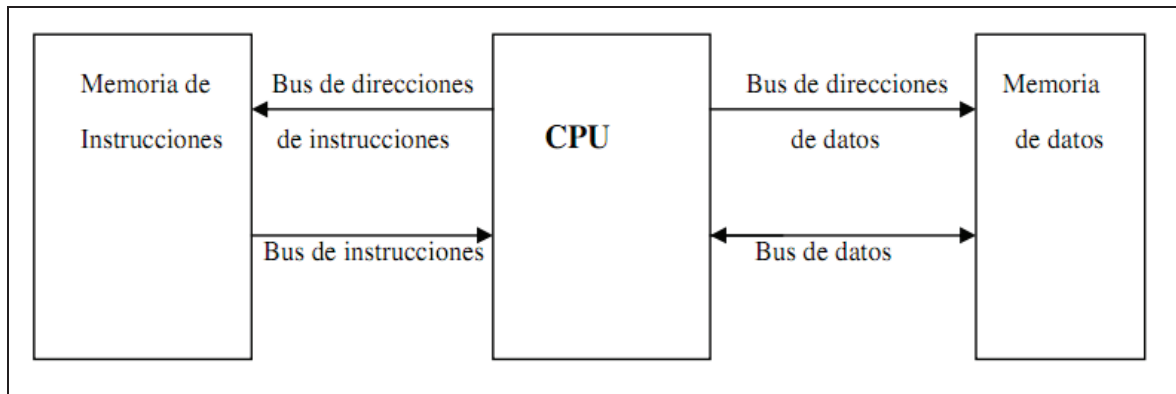 Memoria de
Instrucciones
Bus de direcciones
de instrucciones
Bus de instrucciones
CPU
Bus de direcciones
de datos
Bus de datos
Memoria
de datos